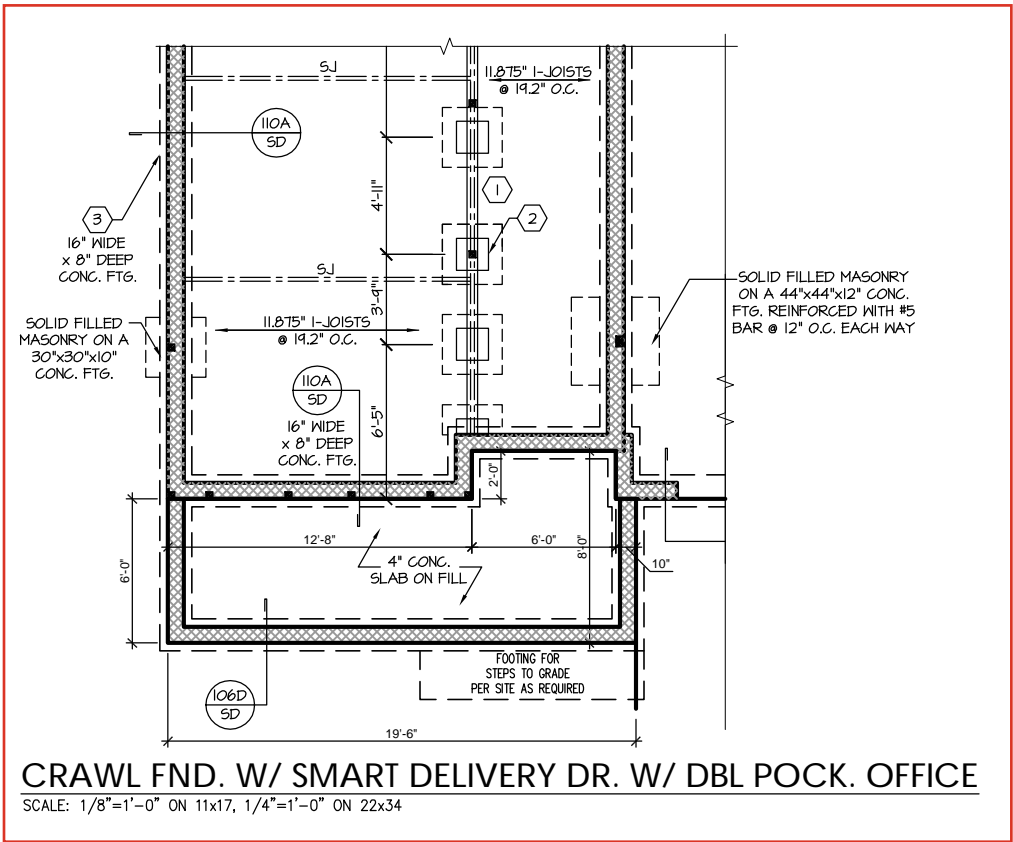 SJ
11.875" I-JOISTS
@ 19.2" O.C.
110A
SD
1
4'-11"
3
16" WIDE
x 8" DEEP
CONC. FTG.
2
SJ
3'-9"
SOLID FILLED MASONRY
ON A 44"x44"x12" CONC.
FTG. REINFORCED WITH #5
BAR @ 12" O.C. EACH WAY
SOLID FILLED
MASONRY ON A
30"x30"x10"
CONC. FTG.
11.875" I-JOISTS
@ 19.2" O.C.
110A
SD
16" WIDE
x 8" DEEP
CONC. FTG.
6'-5"
2'-0"
12'-8"
6'-0"
8'-0"
10"
6'-0"
4" CONC.
SLAB ON FILL
FOOTING FOR
STEPS TO GRADE
PER SITE AS REQUIRED
106D
SD
19'-6"
CRAWL FND. W/ SMART DELIVERY DR. W/ DBL POCK. OFFICE
SCALE: 1/8"=1'-0" ON 11x17, 1/4"=1'-0" ON 22x34